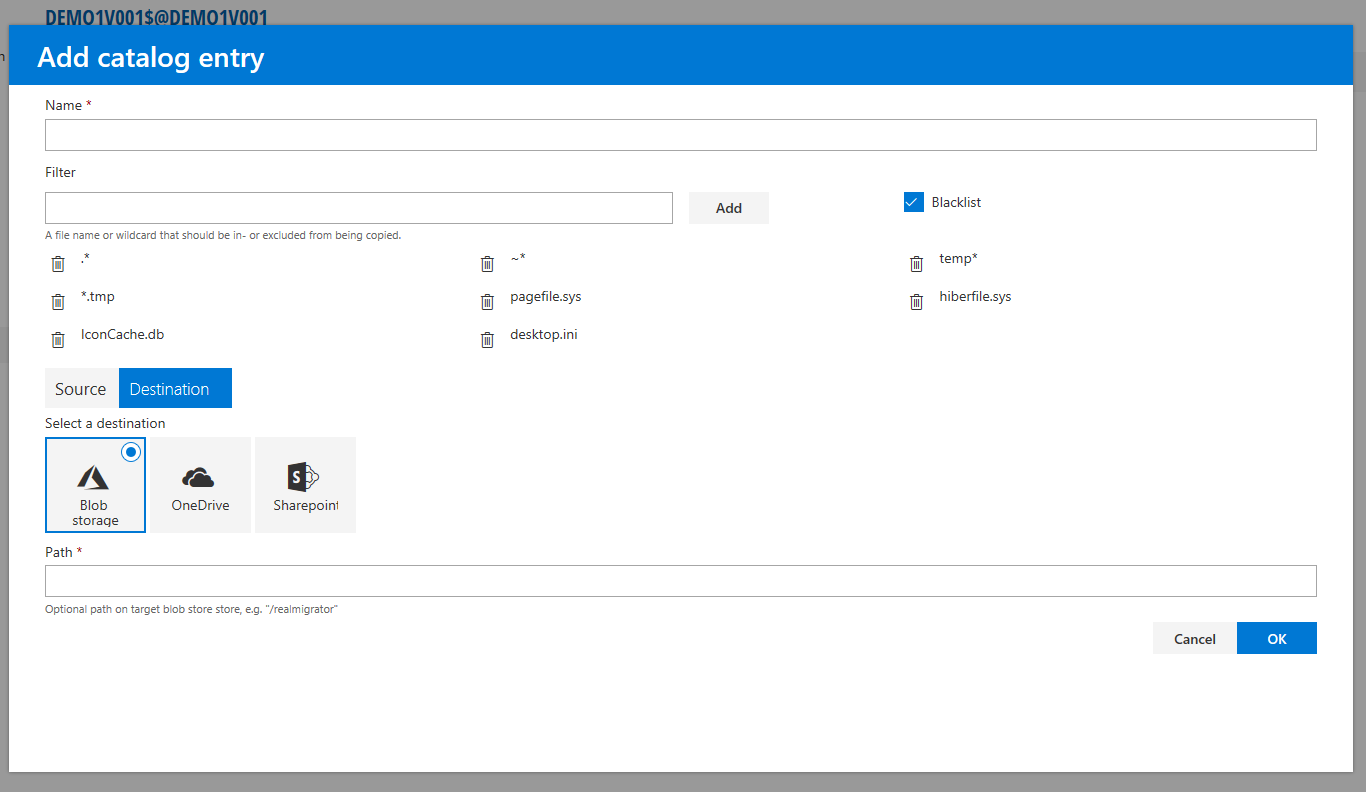 DEMO1V001$@DEMO1V001
n
Add catalog entry
Name *
Filter
Add
Blacklist
A file name or wildcard that should be in- or excluded from being copied.
.*
~*
temp*
*.tmp
pagefile.sys
hiberfile.sys
IconCache.db
desktop.ini
Source
Destination
Select a destination
Blob
storage
OneDrive
Sharepoint
Path *
Optional path on target blob store store, e.g. "/realmigrator"
Cancel
OK